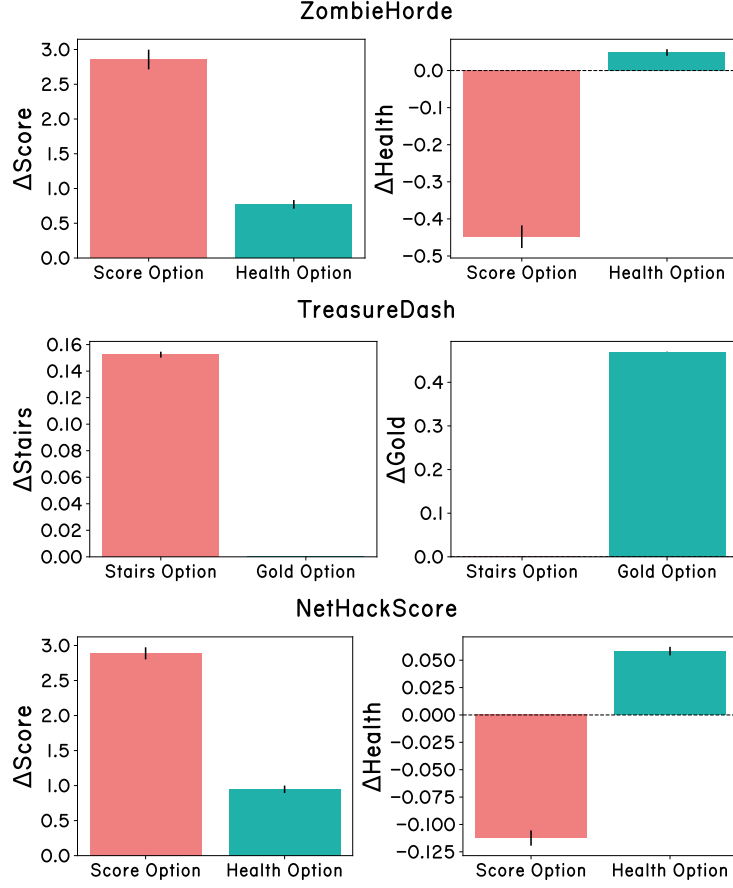 ZombieHorde
ΔScore
3.0
2.5
2.0
1.5
1.0
0.5
0.0
Score Option
Health Option
ΔHealth
0.0
−0.1
−0.2
−0.3
−0.4
−0.5
Score Option
Health Option
TreasureDash
ΔStairs
0.16
0.14
0.12
0.10
0.08
0.06
0.04
0.02
0.00
Stairs Option
Gold Option
ΔGold
0.4
0.2
0.1
0.0
Stairs Option
Gold Option
NetHackScore
ΔScore
3.0
2.5
2.0
1.5
1.0
0.5
0.0
Score Option
Health Option
ΔHealth
0.050
0.025
0.000
−0.025
−0.050
−0.075
−0.100
−0.125
Score Option
Health Option